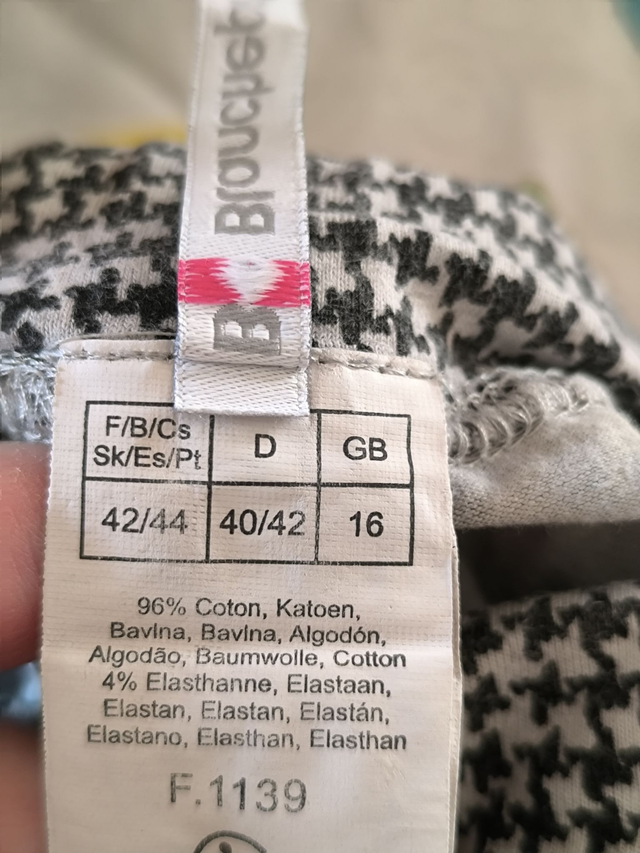 Blanchet
B
F/B/Cs
Sk/Es/Pt
D
GB
42/44
40/42
16
96% Coton, Katoen,
Bavlna, Bavlna, Algodón,
Algodão, Baumwolle, Cotton
4% Elasthanne, Elastaan,
Elastan, Elastan, Elastán,
Elastano, Elasthan, Elasthan
F.1139